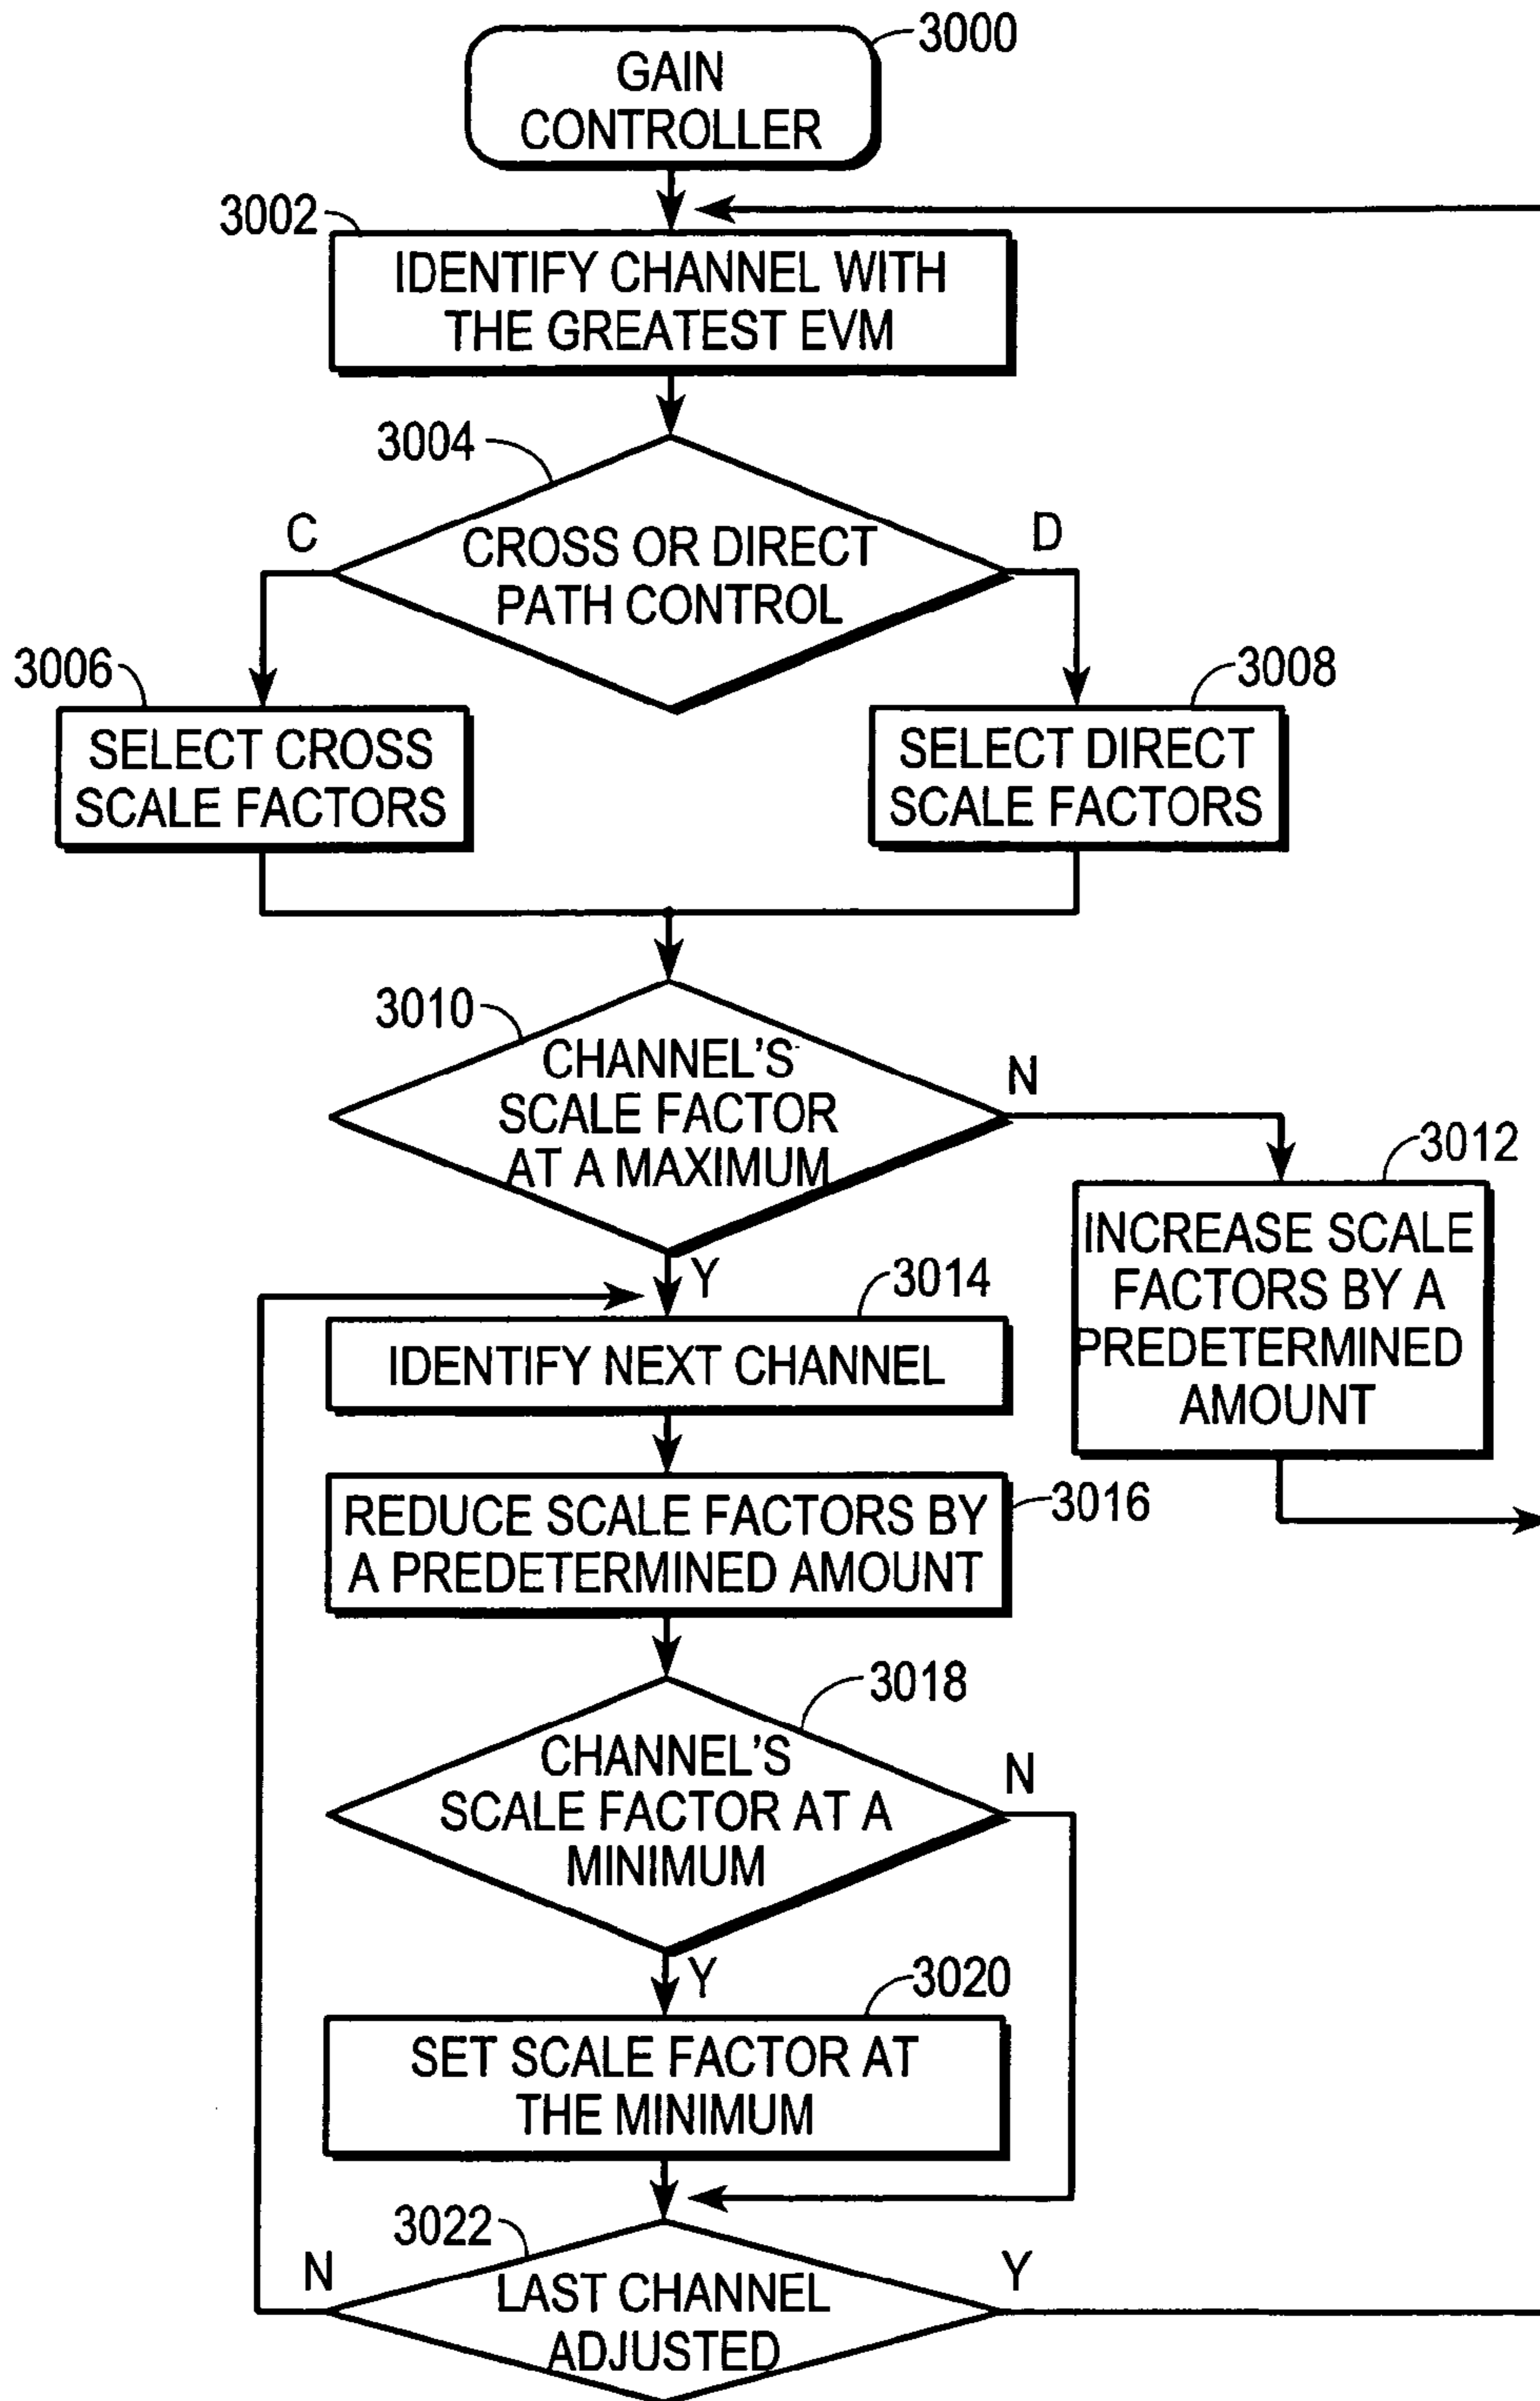 3000
GAIN
CONTROLLER
3002
IDENTIFY CHANNEL WITH
THE GREATEST EVM
3004
C
CROSS OR DIRECT
PATH CONTROL
D
3006
SELECT CROSS
SCALE FACTORS
3008
SELECT DIRECT
SCALE FACTORS
3010
CHANNEL'S
SCALE FACTOR
AT A MAXIMUM
N
3012
INCREASE SCALE
FACTORS BY A
PREDETERMINED
AMOUNT
Y
3014
IDENTIFY NEXT CHANNEL
REDUCE SCALE FACTORS BY
A PREDETERMINED AMOUNT
3016
3018
CHANNEL'S
SCALE FACTOR AT A
MINIMUM
N
Y
3020
SET SCALE FACTOR AT
THE MINIMUM
3022
N
LAST CHANNEL
ADJUSTED
Y